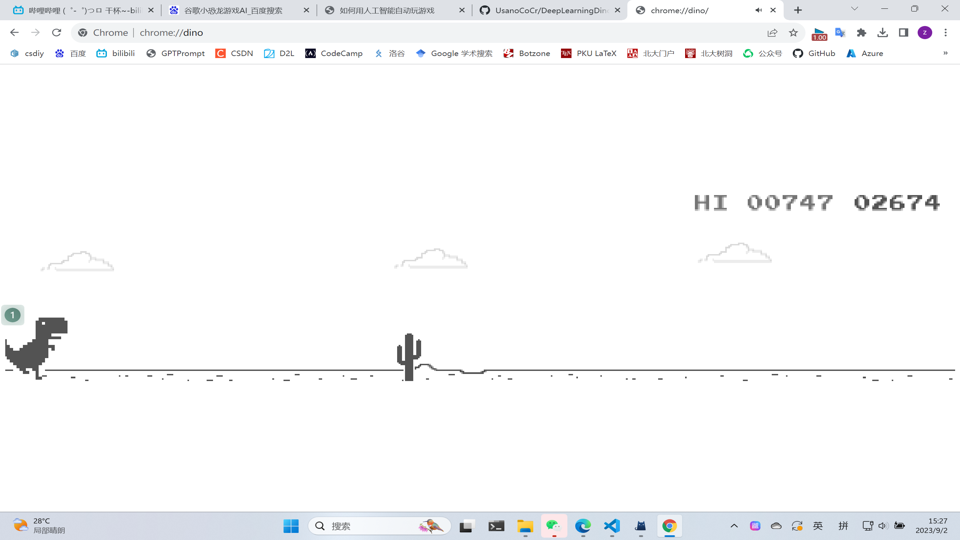 哔哩哔哩 (゜-゜)つロ 干杯~-bili
谷歌小恐龙游戏AI_百度搜索
如何用人工智能自动玩游戏
UsanoCoCr/DeepLearningDin
chrome://dino/
Chrome | chrome://dino
1.00
z
csdiy
百度
bilibili
GPTPrompt
CSDN
D2L
CodeCamp
洛谷
Google 学术搜索
Botzone
PKU LaTeX
北大门户
北大树洞
公众号
GitHub
Azure
»
HI 00747 02674
1
28°C
局部晴朗
搜索
英
拼
15:27
2023/9/2